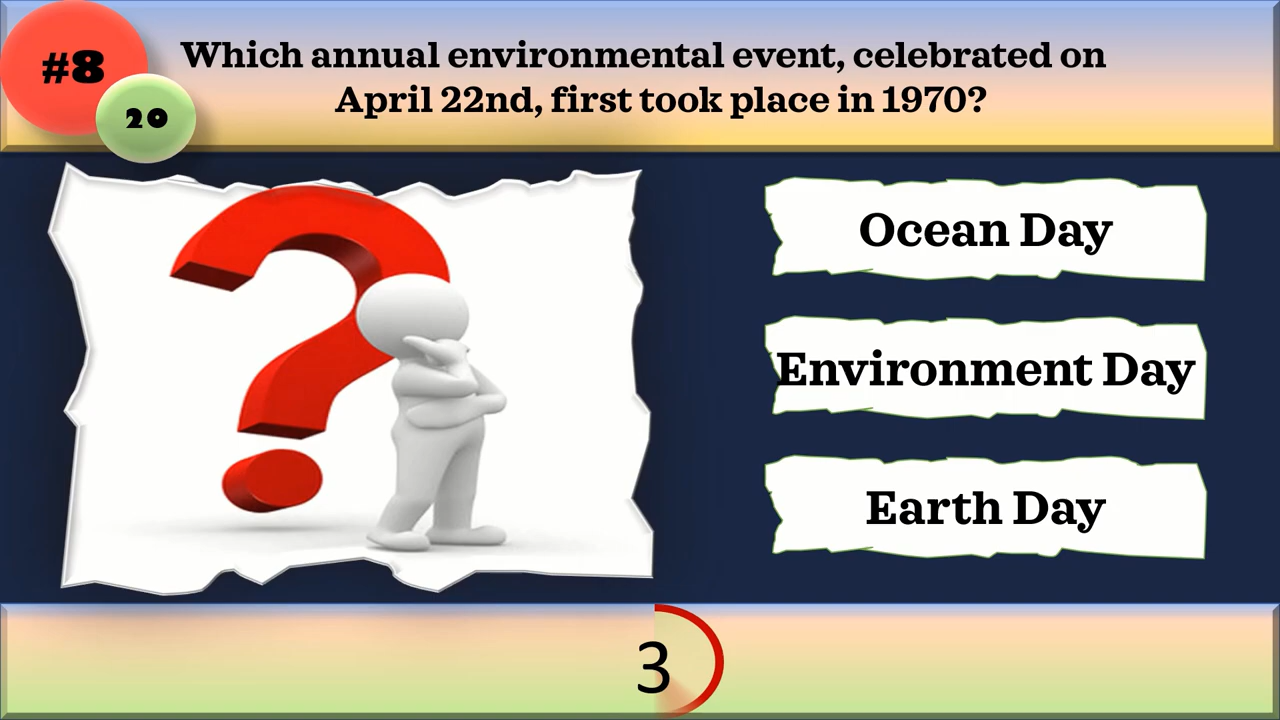 #8
20
Which annual environmental event, celebrated on
April 22nd, first took place in 1970?
Ocean Day
Environment Day
Earth Day
3